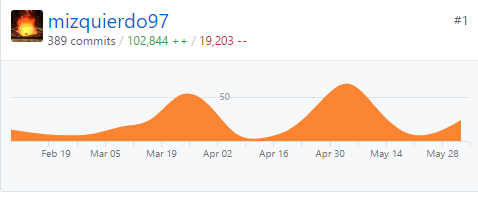 mizquierdo97
#1
389 commits / 102,844 ++ / 19,203 --
50
Feb 19 Mar 05 Mar 19 Apr 02 Apr 16 Apr 30 May 14 May 28